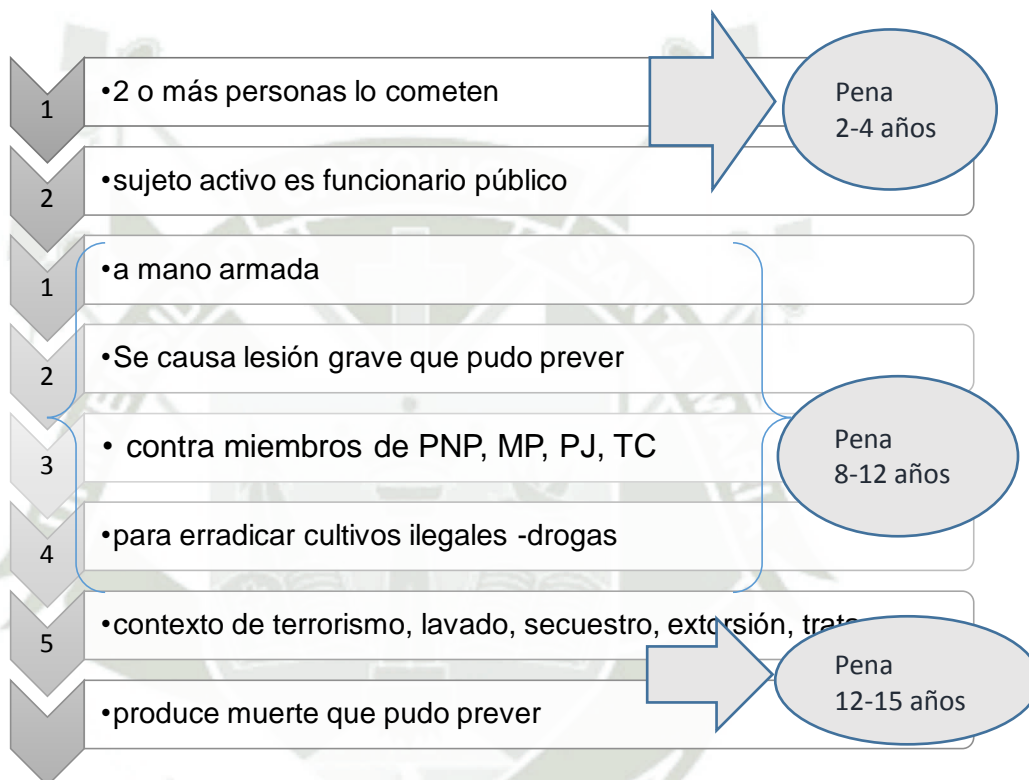 1
•2 o más personas lo cometen
Pena
2-4 años
2
•sujeto activo es funcionario público
1
•a mano armada
2
•Se causa lesión grave que pudo prever
3
• contra miembros de PNP, MP, PJ, TC
Pena
8-12 años
4
•para erradicar cultivos ilegales -drogas
5
•contexto de terrorismo, lavado, secuestro, extorsión, trata
Pena
12-15 años
•produce muerte que pudo prever